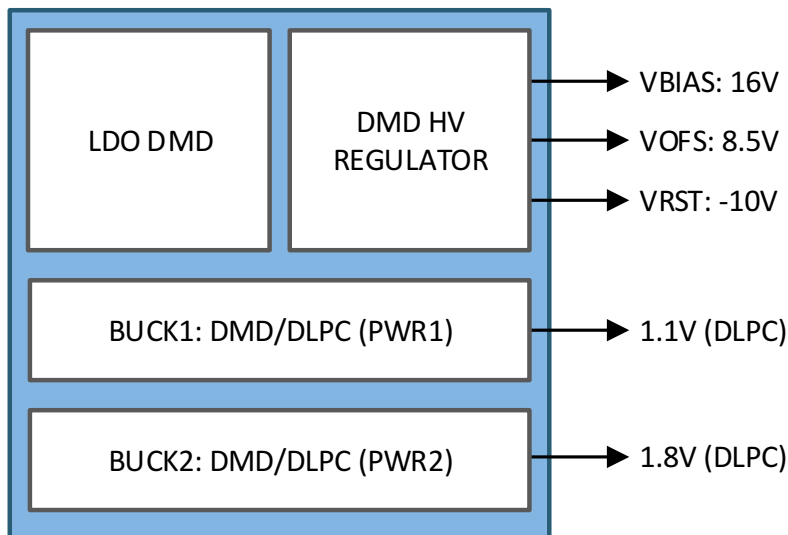 LDO DMD
DMD HV
REGULATOR
VBIAS: 16V
VOFS: 8.5V
VRST: -10V
BUCK1: DMD/DLPC (PWR1)
1.1V (DLPC)
BUCK2: DMD/DLPC (PWR2)
1.8V (DLPC)